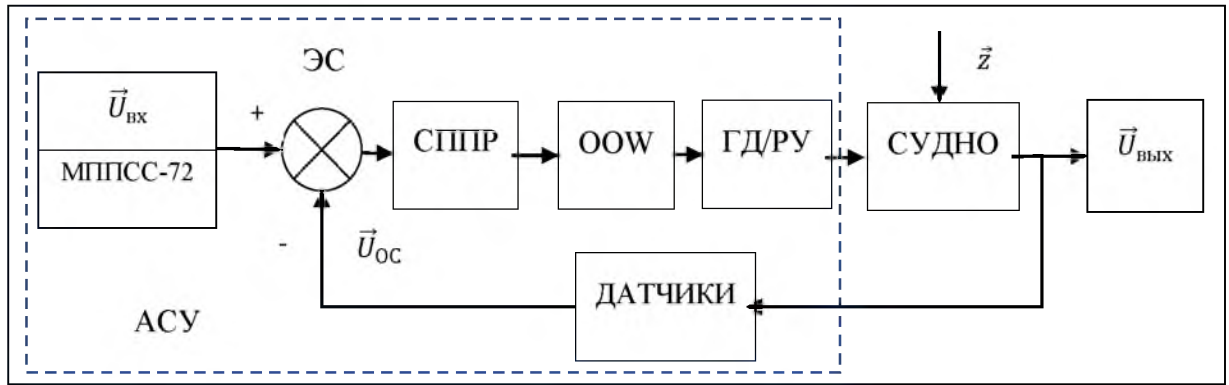 ЭС
z⃗
U⃗вх
+
МППСС-72
СППР
OOW
ГД/РУ
СУДНО
U⃗вых
-
U⃗ОС
ДАТЧИКИ
АСУ